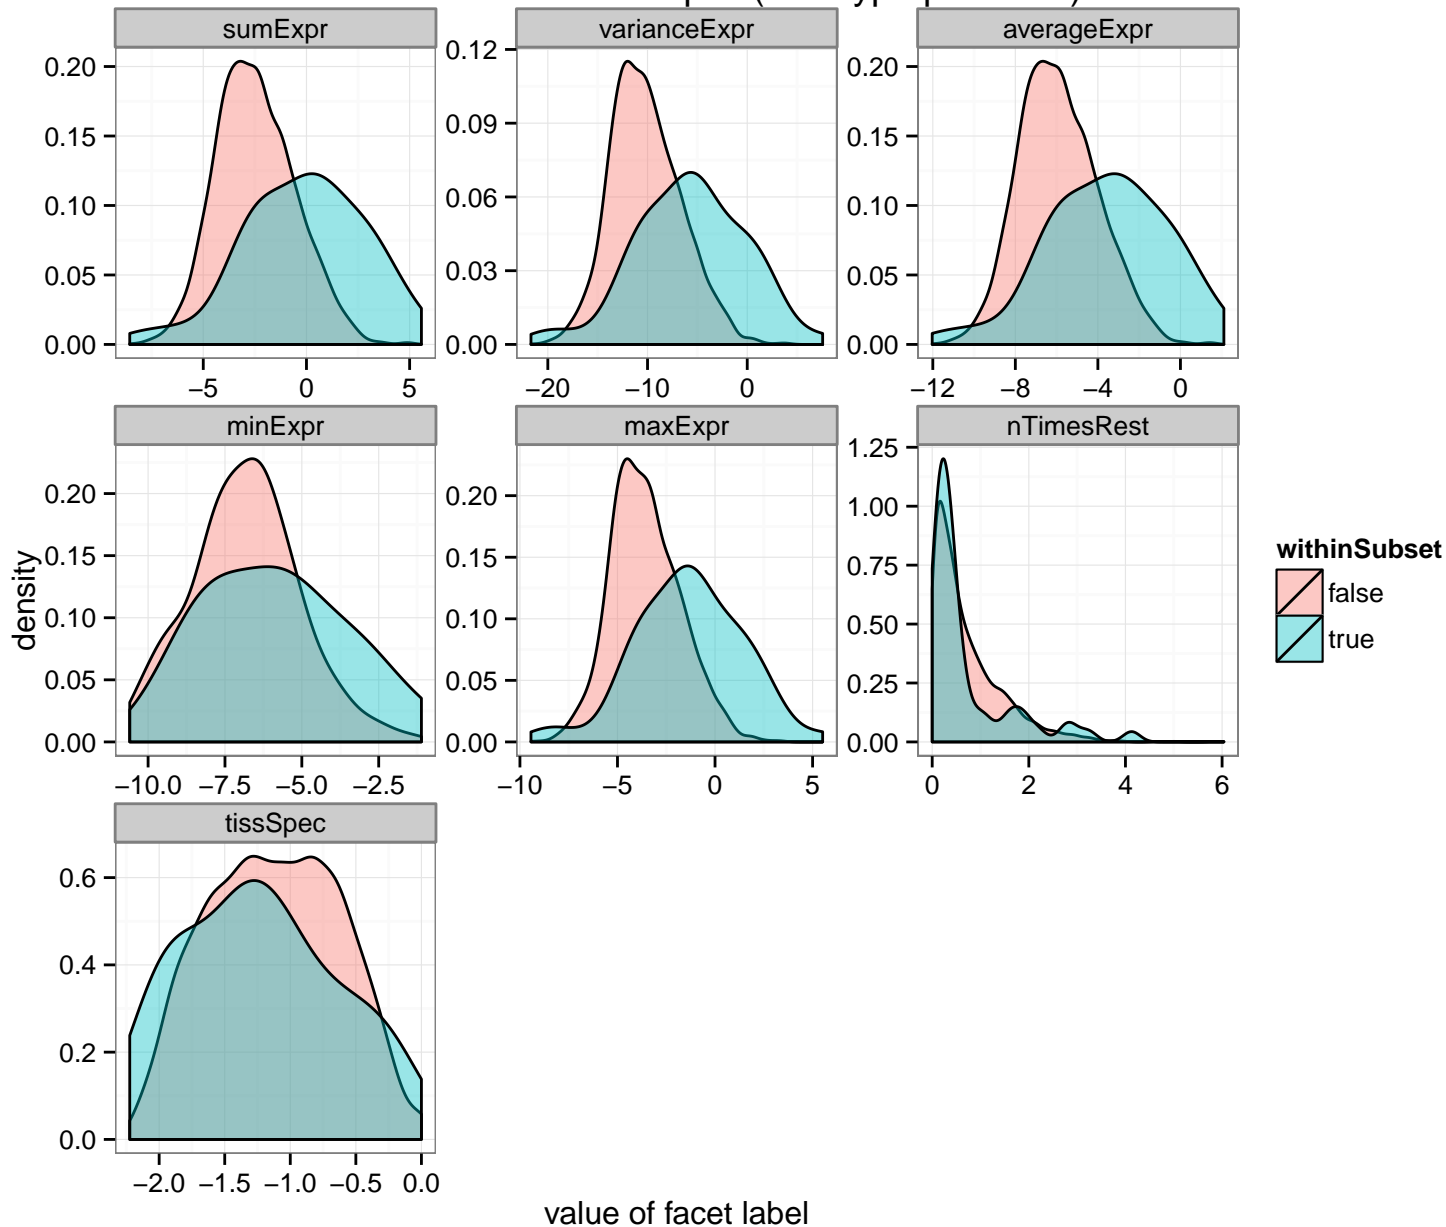 sumExpr varianceExpr averageExpr
0.20 0.12 0.20
0.15 0.09 0.15
0.10 0.06 0.10
0.05 0.03 0.05
0.00 0.00 0.00
−5 0 5 −20 −10 0 −12 −8 −4 0
minExpr maxExpr nTimesRest
0.20 0.20 1.25
0.15 0.15 1.00
0.10 0.10 0.75
0.05 0.05 0.50
0.00 0.00 0.25
0.00
−10.0 −7.5 −5.0 −2.5 −10 −5 0 5 0 2 4 6
tissSpec
0.6
0.4
0.2
0.0
−2.0 −1.5 −1.0 −0.5 0.0
density
value of facet label
withinSubset
false
true